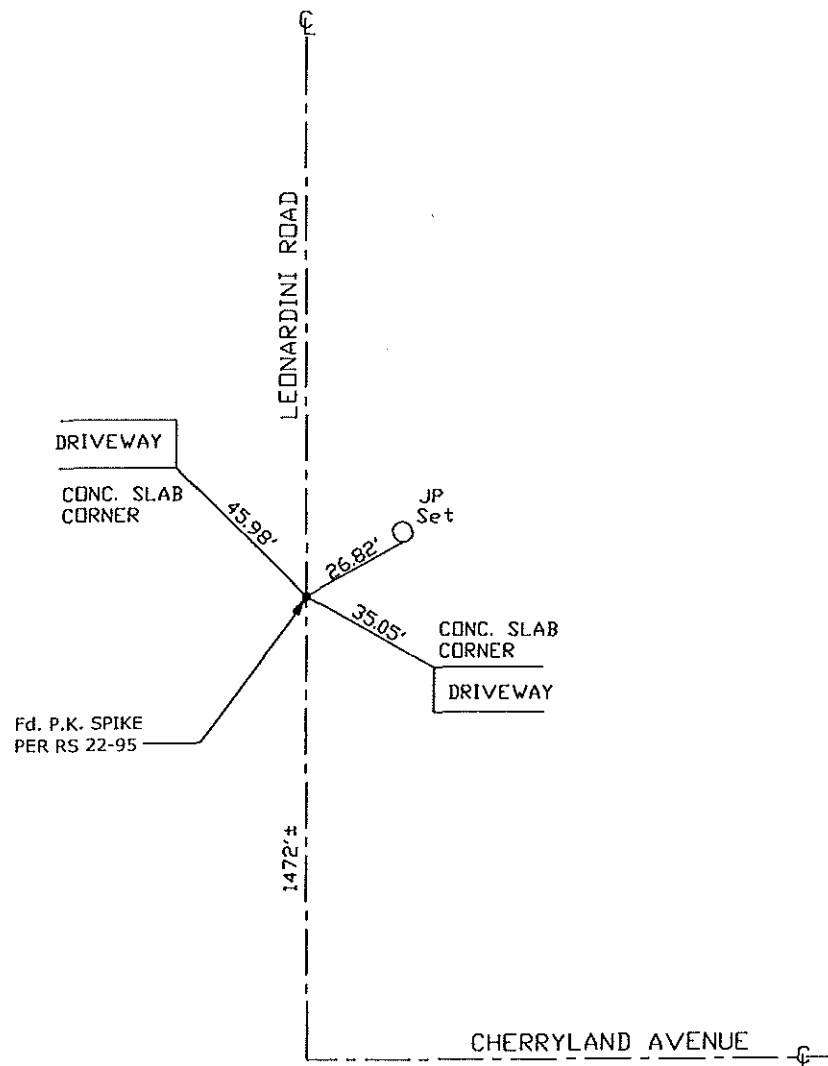 ℄
LEONARDINI ROAD
DRIVEWAY
CONC. SLAB
CORNER
45.98'
JP
Set
26.82'
35.05'
CONC. SLAB
CORNER
DRIVEWAY
Fd. P.K. SPIKE
PER RS 22-95
1472'±
CHERRYLAND AVENUE
℄